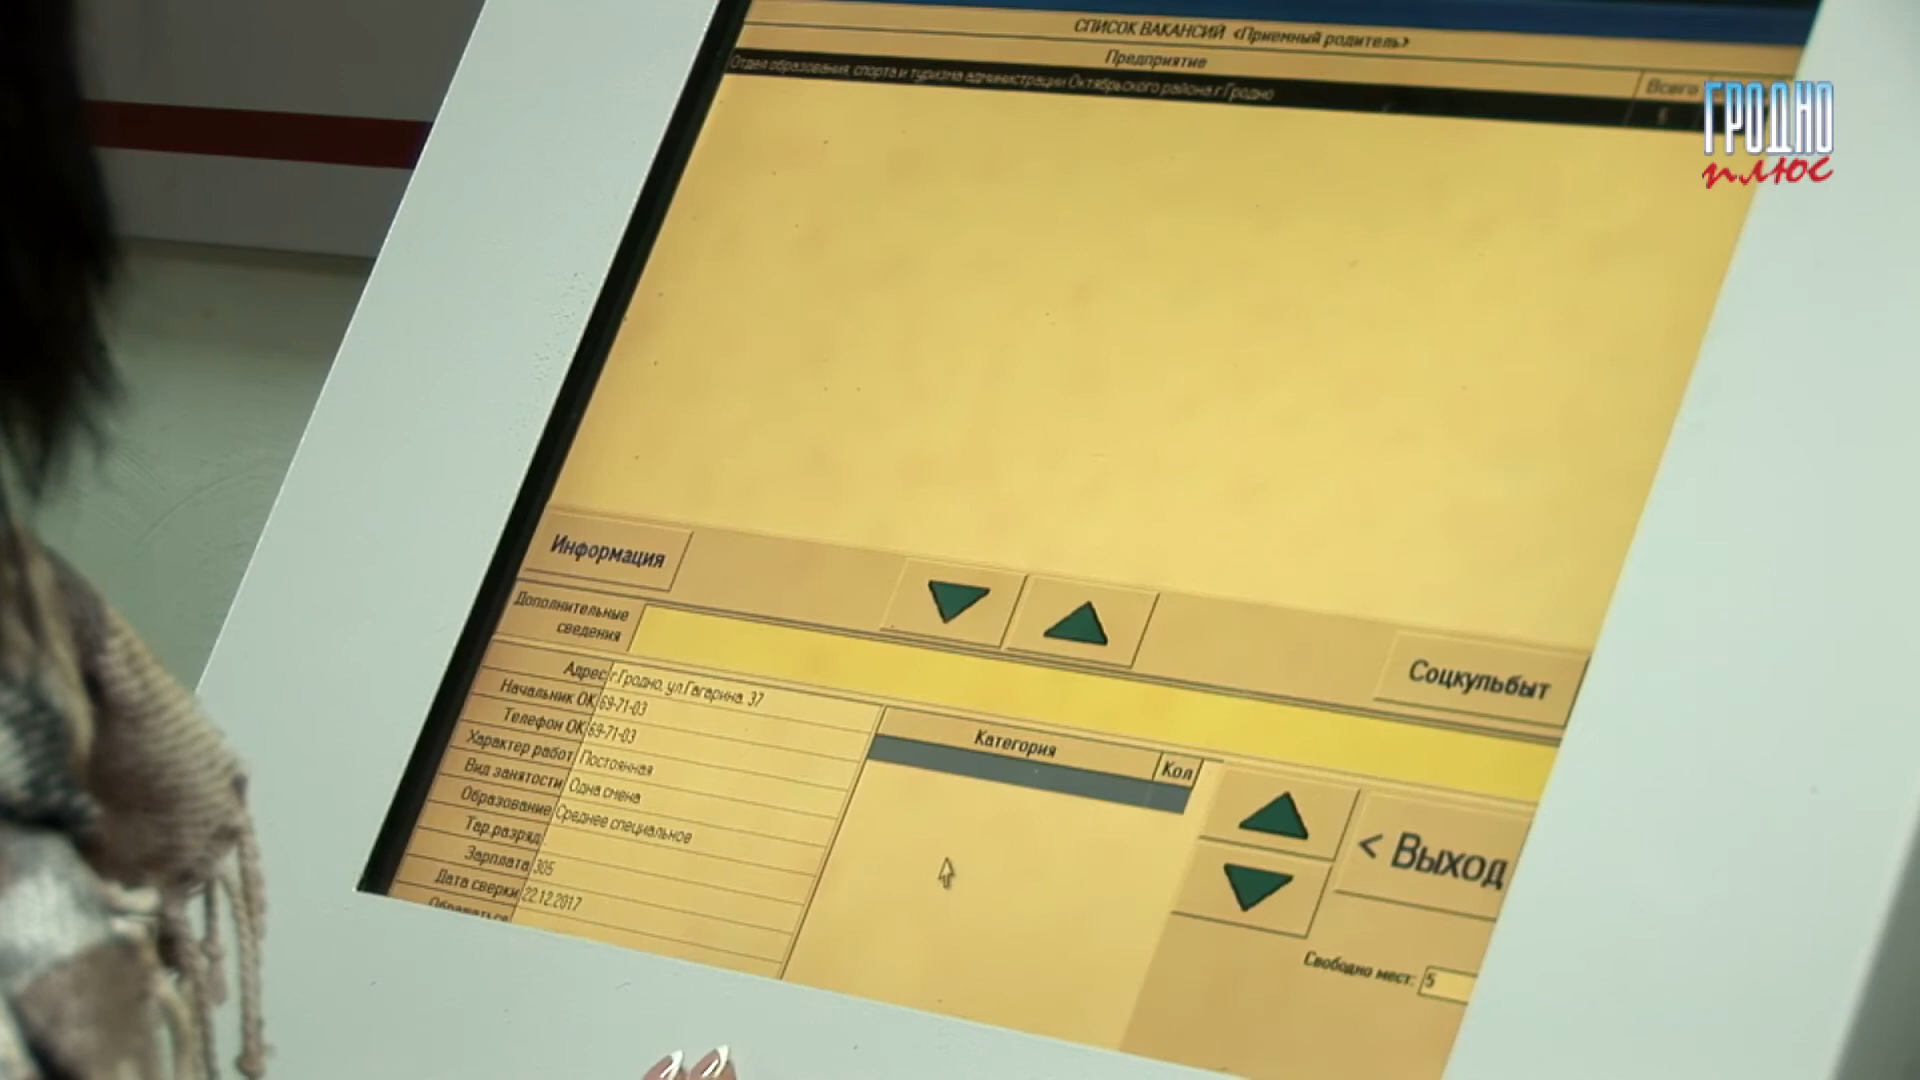 СПИСОК ВАКАНСИЙ «Приемный родитель»
Предприятие
Всего
Отдел образования, спорта и туризма администрации Октябрьского района г.Гродно
ГРОДНО
плюс
Информация
Соцкульбыт
Дополнительные
сведения
Адрес г.Гродно, ул.Гагарина, 37
Начальник ОК 69-71-03
Телефон ОК 69-71-03
Характер работ Постоянная
Вид занятости Одна смена
Образование Среднее специальное
Тар.разряд
Зарплата 305
Дата сверки 22.12.2017
Обращаться
Категория
Кол
< Выход
Свободно мест: 5